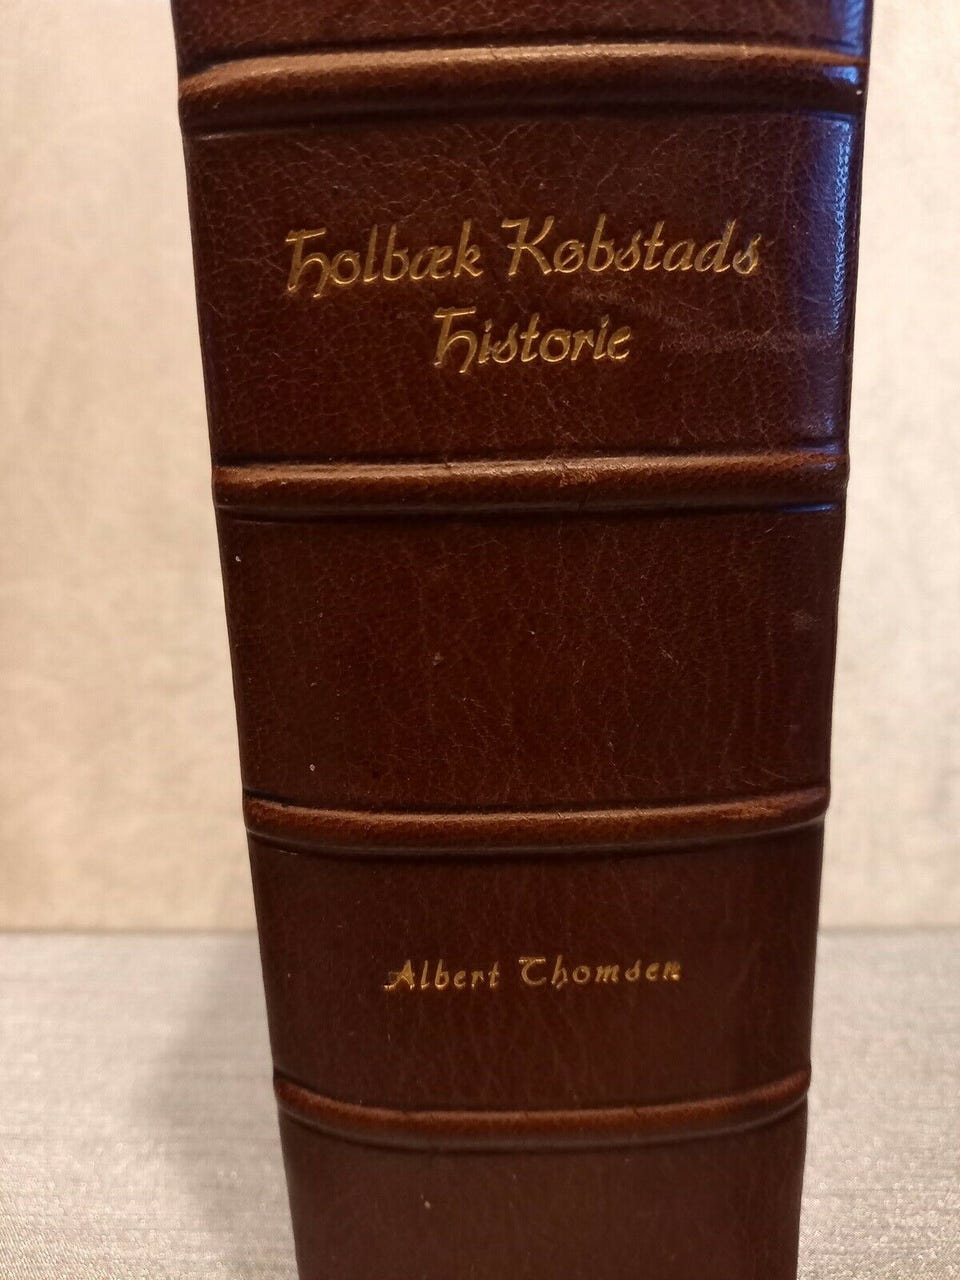 Holbæk Købstads
Historie
Albert Thomsen